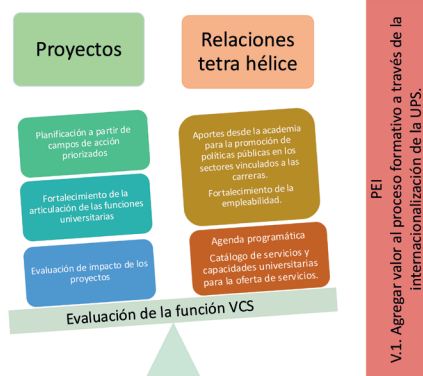 Proyectos
Relaciones
tetra hélice
Planificación a partir de
campos de acción
priorizados
Fortalecimiento de la
articulación de las funciones
universitarias
Evaluación de impacto de los
proyectos
Aportes desde la academia
para la promoción de
políticas públicas en los
sectores vinculados a las
carreras.
Fortalecimiento de la
empleabilidad.
Agenda programática
Catálogo de servicios y
capacidades universitarias
para la oferta de servicios.
Evaluación de la función VCS
PEI
V.1. Agregar valor al proceso formativo a través de la
internacionalización de la UPS.